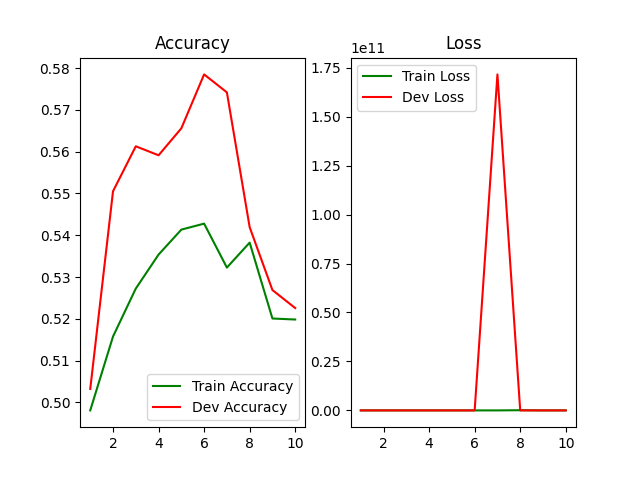 Accuracy
0.58
0.57
0.56
0.55
0.54
0.53
0.52
0.51
0.50
Train Accuracy
Dev Accuracy
2 4 6 8 10
Loss
1e11
1.75
1.50
1.25
1.00
0.75
0.50
0.25
0.00
Train Loss
Dev Loss
2 4 6 8 10